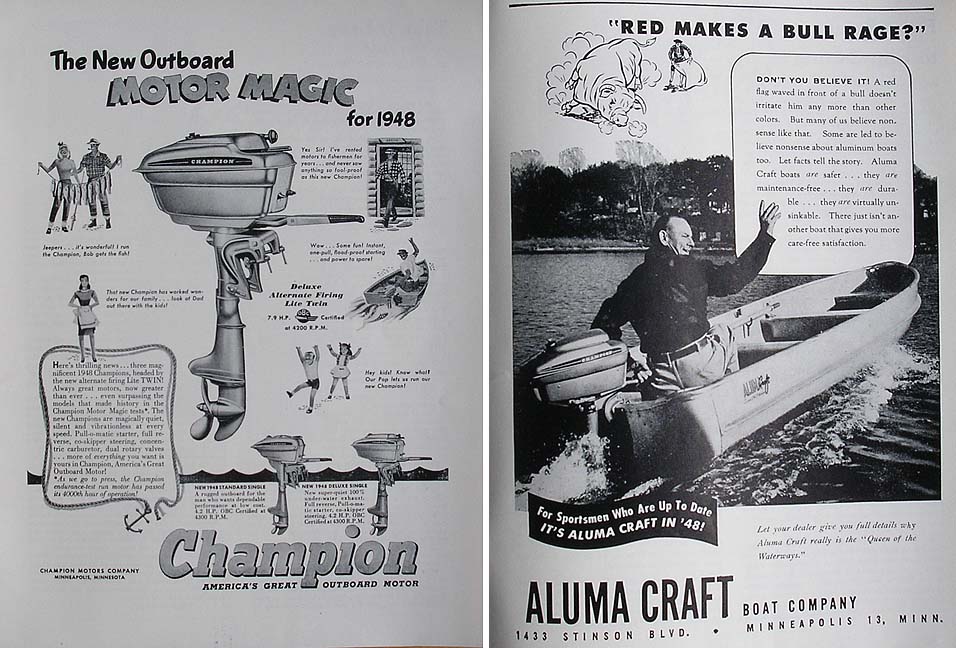 The New Outboard
MOTOR MAGIC
for 1948
CHAMPION
Yes Sir! I've rented
motors to fishermen for
years . . . and never saw
anything so fool-proof
as this new Champion!
Jeepers . . . it's wonderful! I run
the Champion, Bob gets the fish!
Wow . . . Some fun! Instant,
one-pull, flood-proof starting
. . . and power to spare!
That new Champion has worked won-
ders for our family . . . look at Dad
out there with the kids!
Deluxe
Alternate Firing
Lite Twin
7.9 H.P. OBC Certified
at 4200 R.P.M.
Hey kids! Know what?
Our Pop lets us run our
new Champion!
Here's thrilling news . . . three mag-
nificent 1948 Champions, headed by
the new alternate firing Lite TWIN!
Always great motors, now greater
than ever . . . even surpassing the
models that made history in the
Champion Motor Magic tests*. The
new Champions are magically quiet,
silent and vibrationless at every
speed. Pull-o-matic starter, full re-
verse, co-skipper steering, concen-
tric carburetor, dual rotary valves
. . . more of everything you want is
yours in Champion, America's Great
Outboard Motor!
*As we go to press, the Champion
endurance-test run motor has passed
its 4000th hour of operation!
NEW 1948 STANDARD SINGLE
A rugged outboard for the
man who wants dependable
performance at low cost.
4.2 H.P. OBC Certified at
4300 R.P.M.
NEW 1948 DELUXE SINGLE
New super-quiet 100%
under-water exhaust.
Full reverse, Pull-o-ma-
tic starter, co-skipper
steering. 4.2 H.P. OBC
Certified at 4300 R.P.M.
Champion
AMERICA'S GREAT OUTBOARD MOTOR
CHAMPION MOTORS COMPANY
MINNEAPOLIS, MINNESOTA
"RED MAKES A BULL RAGE?"
DON'T YOU BELIEVE IT! A red
flag waved in front of a bull doesn't
irritate him any more than other
colors. But many of us believe non-
sense like that. Some are led to be-
lieve nonsense about aluminum boats
too. Let facts tell the story. Aluma
Craft boats are safer . . . they are
maintenance-free . . . they are dura-
ble . . . they are virtually un-
sinkable. There just isn't an-
other boat that gives you more
care-free satisfaction.
CHAMPION
ALUMA Craft
For Sportsmen Who Are Up To Date
IT'S ALUMA CRAFT IN '48!
Let your dealer give you full details why
Aluma Craft really is the "Queen of the
Waterways."
ALUMA CRAFT BOAT COMPANY
1433 STINSON BLVD. • MINNEAPOLIS 13, MINN.